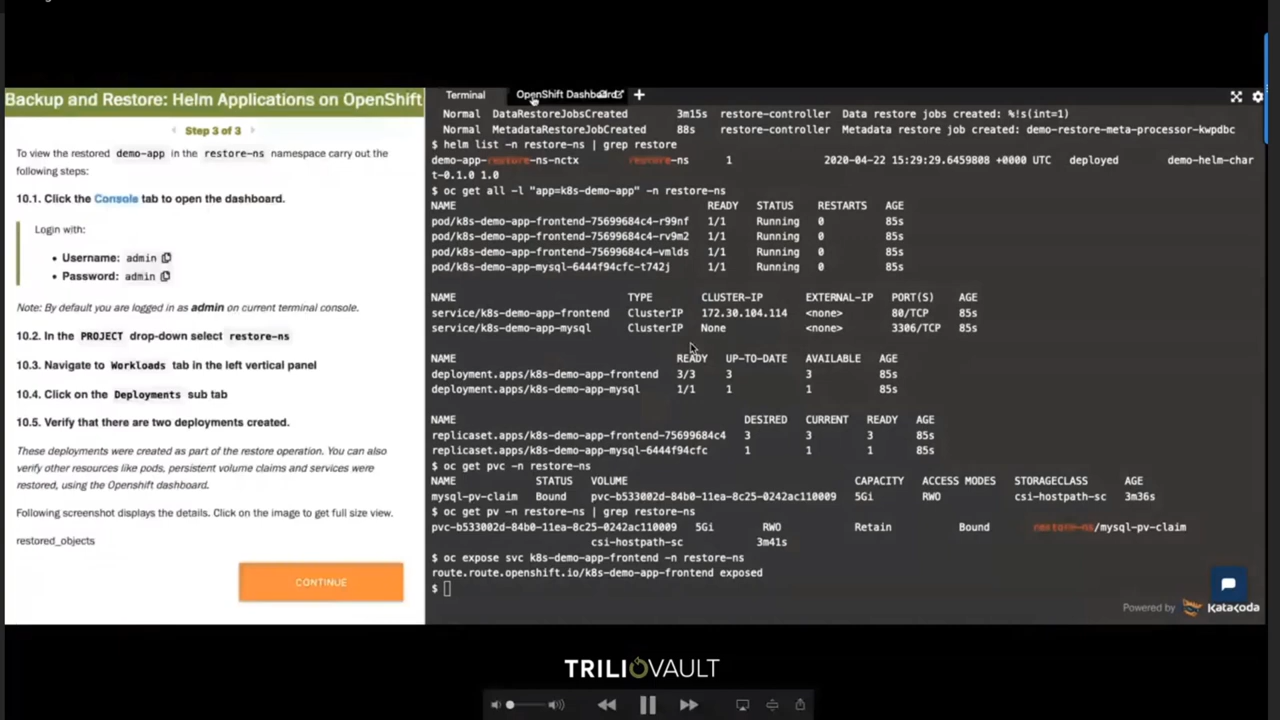 Backup and Restore: Helm Applications on OpenShift
Step 3 of 3
To view the restored demo-app in the restore-ns namespace carry out the
following steps:
10.1. Click the Console tab to open the dashboard.
Login with:
• Username: admin
• Password: admin
Note: By default you are logged in as admin on current terminal console.
10.2. In the PROJECT drop-down select restore-ns
10.3. Navigate to Workloads tab in the left vertical panel
10.4. Click on the Deployments sub tab
10.5. Verify that there are two deployments created.
These deployments were created as part of the restore operation. You can also
verify other resources like pods, persistent volume claims and services were
restored, using the Openshift dashboard.
Following screenshot displays the details. Click on the image to get full size view.
restored_objects
CONTINUE
Terminal OpenShift Dashboard +
Normal DataRestoreJobsCreated 3m15s restore-controller Data restore jobs created: %!s(int=1)
Normal MetadataRestoreJobCreated 88s restore-controller Metadata restore job created: demo-restore-meta-processor-kwpdbc
$ helm list -n restore-ns | grep restore
demo-app-restore-ns-nctx restore-ns 1 2020-04-22 15:29:29.6459808 +0000 UTC deployed demo-helm-char
t-0.1.0 1.0
$ oc get all -l "app=k8s-demo-app" -n restore-ns
NAME READY STATUS RESTARTS AGE
pod/k8s-demo-app-frontend-75699684c4-r99nf 1/1 Running 0 85s
pod/k8s-demo-app-frontend-75699684c4-rv9m2 1/1 Running 0 85s
pod/k8s-demo-app-frontend-75699684c4-vmlds 1/1 Running 0 85s
pod/k8s-demo-app-mysql-6444f94cfc-t742j 1/1 Running 0 85s
NAME TYPE CLUSTER-IP EXTERNAL-IP PORT(S) AGE
service/k8s-demo-app-frontend ClusterIP 172.30.104.114 <none> 80/TCP 85s
service/k8s-demo-app-mysql ClusterIP None <none> 3306/TCP 85s
NAME READY UP-TO-DATE AVAILABLE AGE
deployment.apps/k8s-demo-app-frontend 3/3 3 3 85s
deployment.apps/k8s-demo-app-mysql 1/1 1 1 85s
NAME DESIRED CURRENT READY AGE
replicaset.apps/k8s-demo-app-frontend-75699684c4 3 3 3 85s
replicaset.apps/k8s-demo-app-mysql-6444f94cfc 1 1 1 85s
$ oc get pvc -n restore-ns
NAME STATUS VOLUME CAPACITY ACCESS MODES STORAGECLASS AGE
mysql-pv-claim Bound pvc-b533002d-84b0-11ea-8c25-0242ac110009 5Gi RWO csi-hostpath-sc 3m36s
$ oc get pv -n restore-ns | grep restore-ns
pvc-b533002d-84b0-11ea-8c25-0242ac110009 5Gi RWO Retain Bound restore-ns/mysql-pv-claim
csi-hostpath-sc 3m41s
$ oc expose svc k8s-demo-app-frontend -n restore-ns
route.route.openshift.io/k8s-demo-app-frontend exposed
$
Powered by Katacoda
TRILIOVAULT